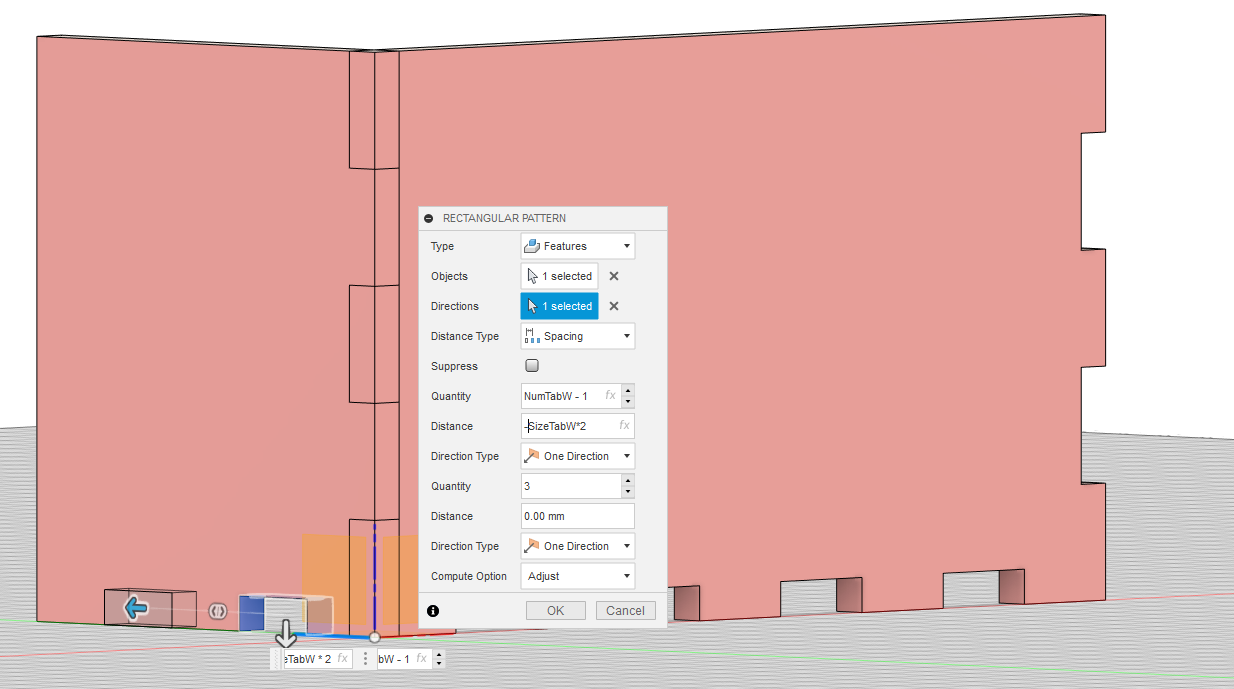 RECTANGULAR PATTERN
Type Features
Objects 1 selected
Directions 1 selected
Distance Type Spacing
Suppress
Quantity NumTabW - 1 fx
Distance -SizeTabW*2 fx
Direction Type One Direction
Quantity 3
Distance 0.00 mm
Direction Type One Direction
Compute Option Adjust
OK Cancel
eTabW * 2 fx bW - 1 fx